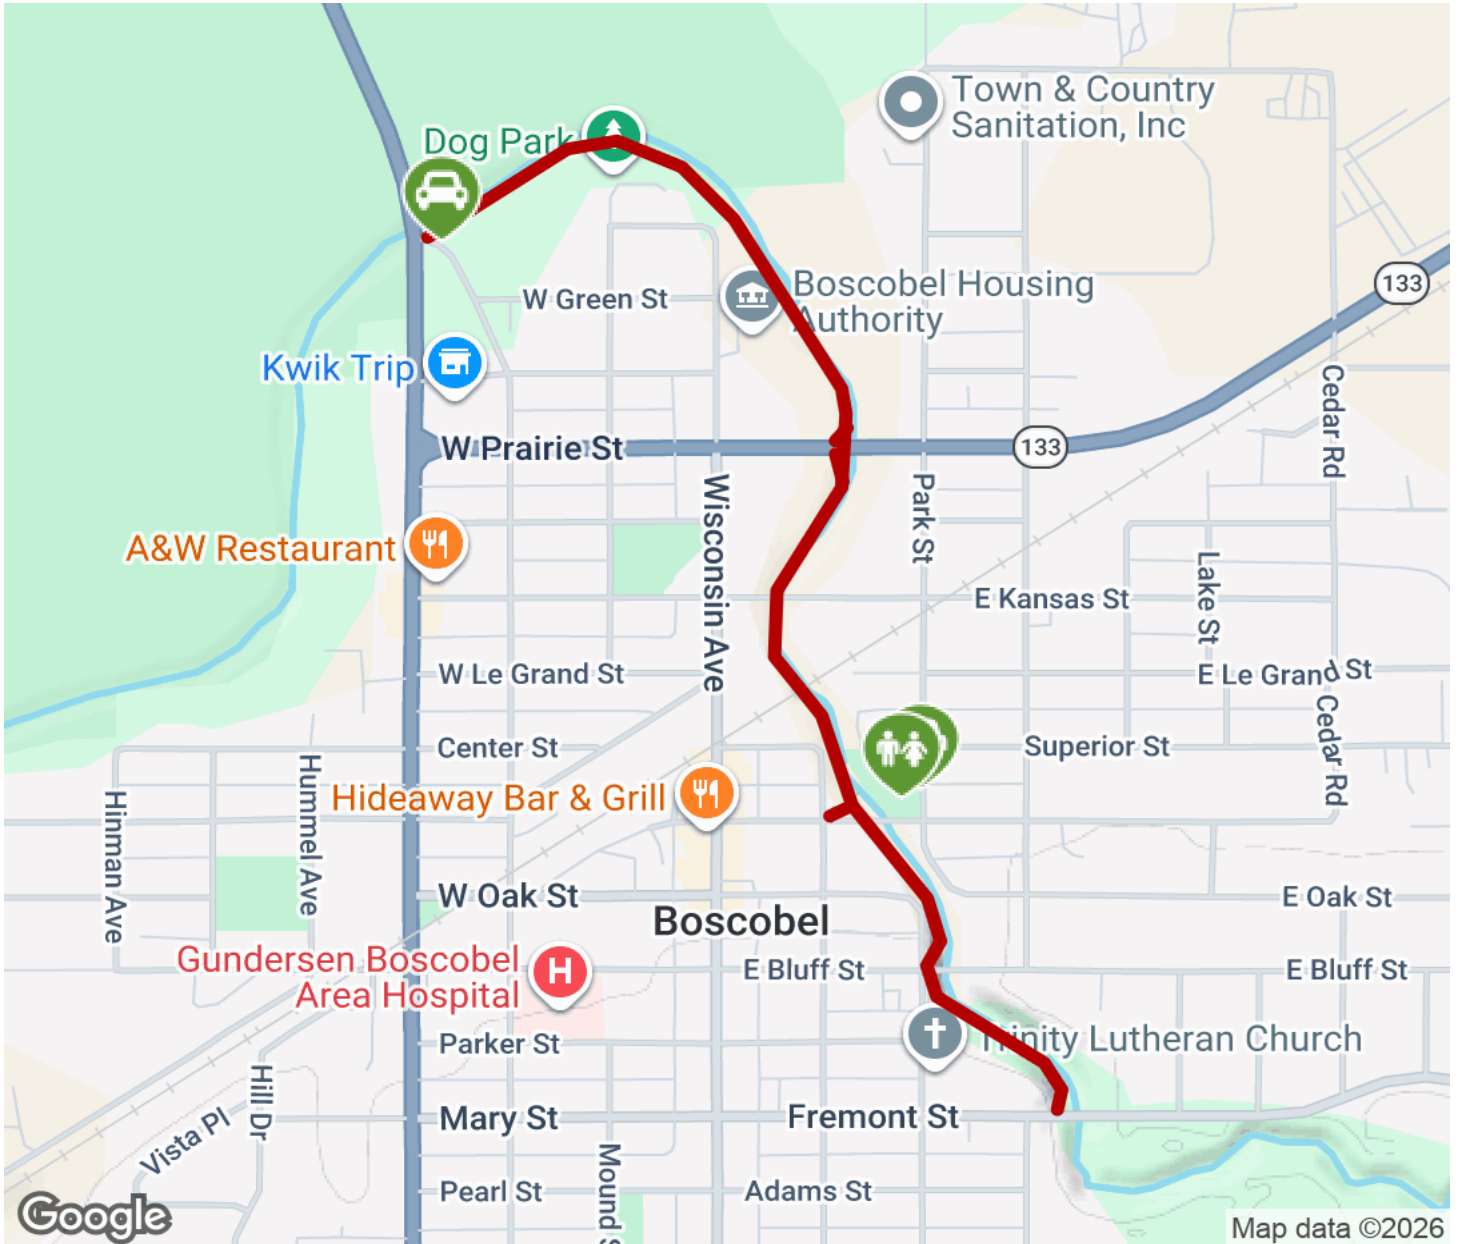 Town & Country
Sanitation, Inc
Dog Park
133
Boscobel Housing
Authority
W Green St
Kwik Trip
Cedar Rd
W Prairie St
133
Wisconsin Ave
Park St
A&W Restaurant
Lake St
E Kansas St
W Le Grand St
E Le Grand St
Cedar Rd
Center St
Superior St
Hummel Ave
Hideaway Bar & Grill
Hinman Ave
W Oak St
E Oak St
Boscobel
Gundersen Boscobel
Area Hospital
H
E Bluff St
E Bluff St
Trinity Lutheran Church
Parker St
Hill Dr
Mary St
Fremont St
Vista Pl
Mound S
Pearl St
Adams St
Google
Map data ©2026